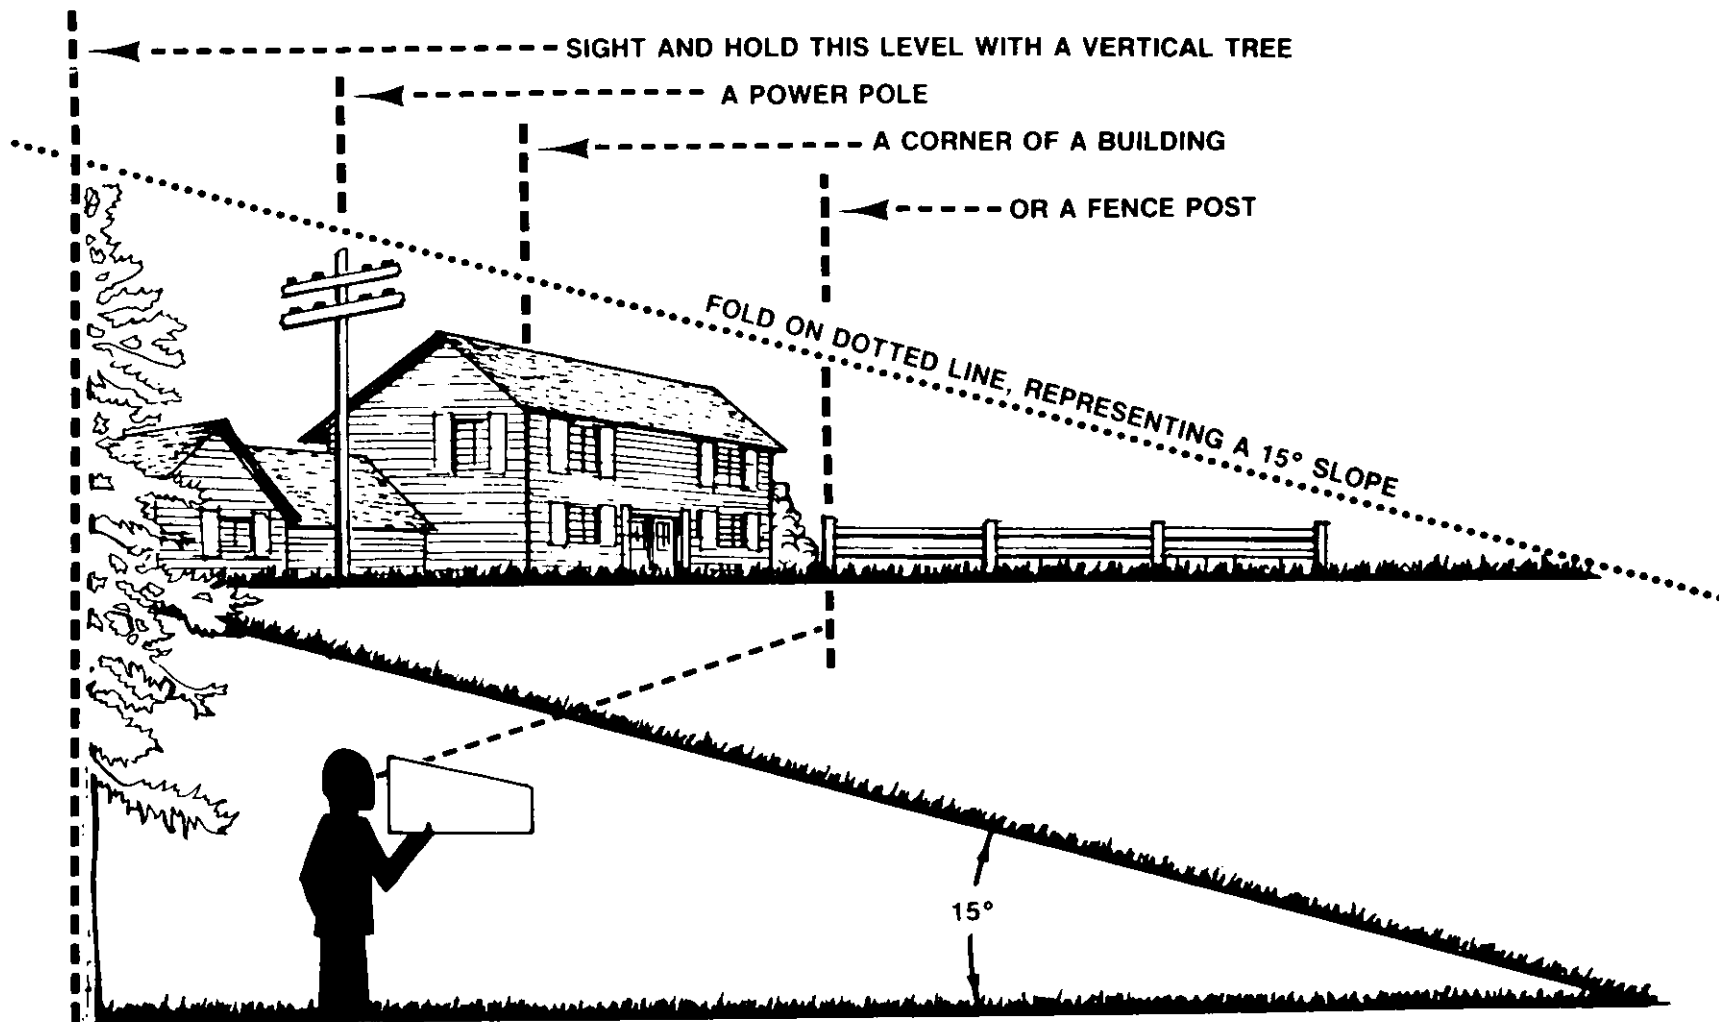 SIGHT AND HOLD THIS LEVEL WITH A VERTICAL TREE
A POWER POLE
A CORNER OF A BUILDING
OR A FENCE POST
FOLD ON DOTTED LINE, REPRESENTING A 15° SLOPE
15°